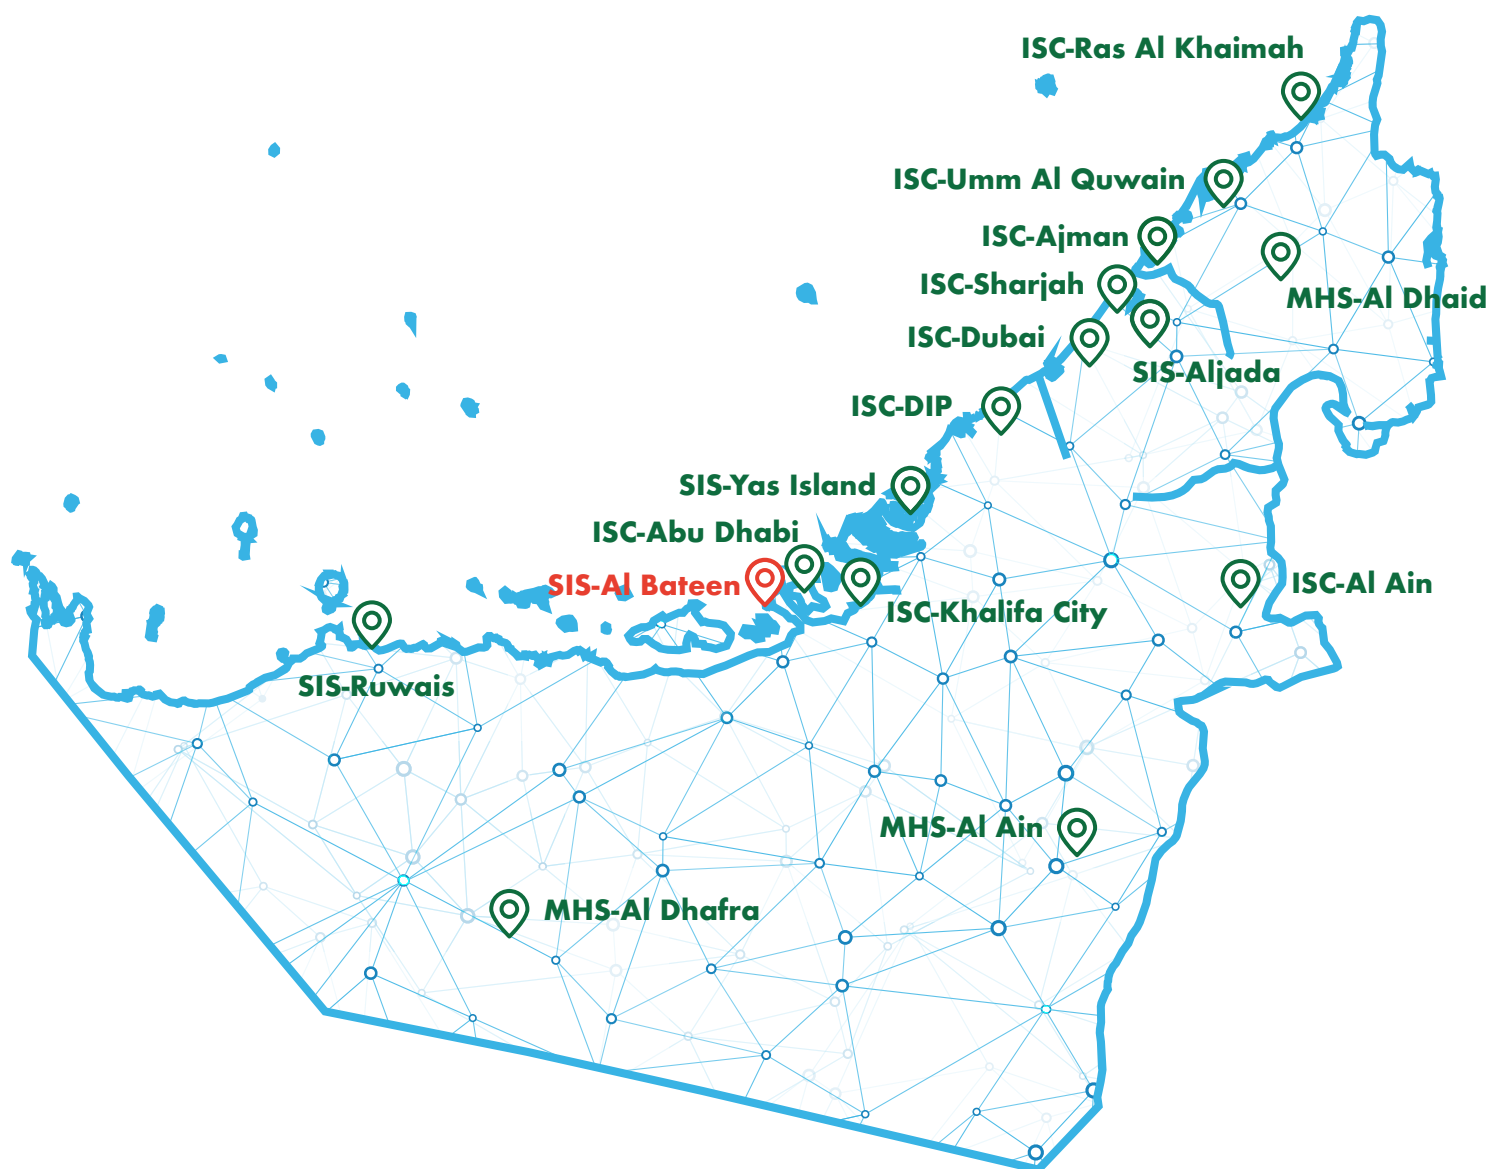 ISC-Ras Al Khaimah
ISC-Umm Al Quwain
ISC-Ajman
ISC-Sharjah
MHS-Al Dhaid
ISC-Dubai
SIS-Aljada
ISC-DIP
SIS-Yas Island
ISC-Abu Dhabi
SIS-Al Bateen
ISC-Al Ain
ISC-Khalifa City
SIS-Ruwais
MHS-Al Ain
MHS-Al Dhafra